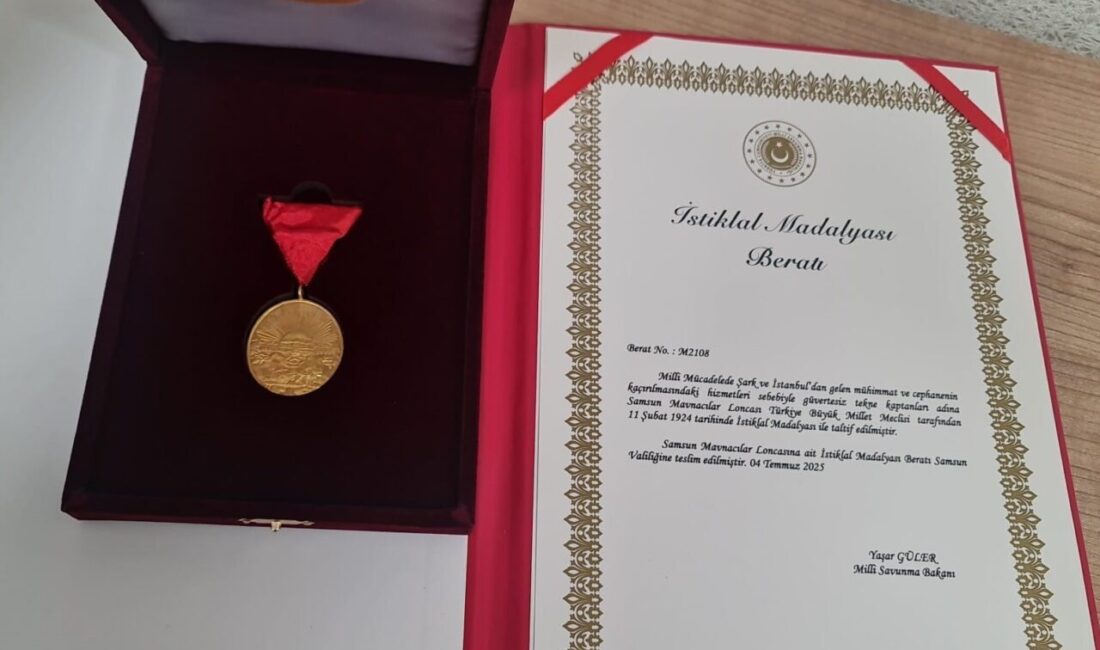 İstiklal Madalyası
Beratı
Berat No. : M2108
Milli Mücadelede Şark ve İstanbul'dan gelen mühimmat ve cephanenin
kaçırılmasındaki hizmetleri sebebiyle güvertesiz tekne kaptanları adına
Samsun Mavnacılar Loncası Türkiye Büyük Millet Meclisi tarafından
11 Şubat 1924 tarihinde İstiklal Madalyası ile taltif edilmiştir.
Samsun Mavnacılar Loncasına ait İstiklal Madalyası Beratı Samsun
Valiliğine teslim edilmiştir. 04 Temmuz 2025
Yaşar GÜLER
Milli Savunma Bakanı